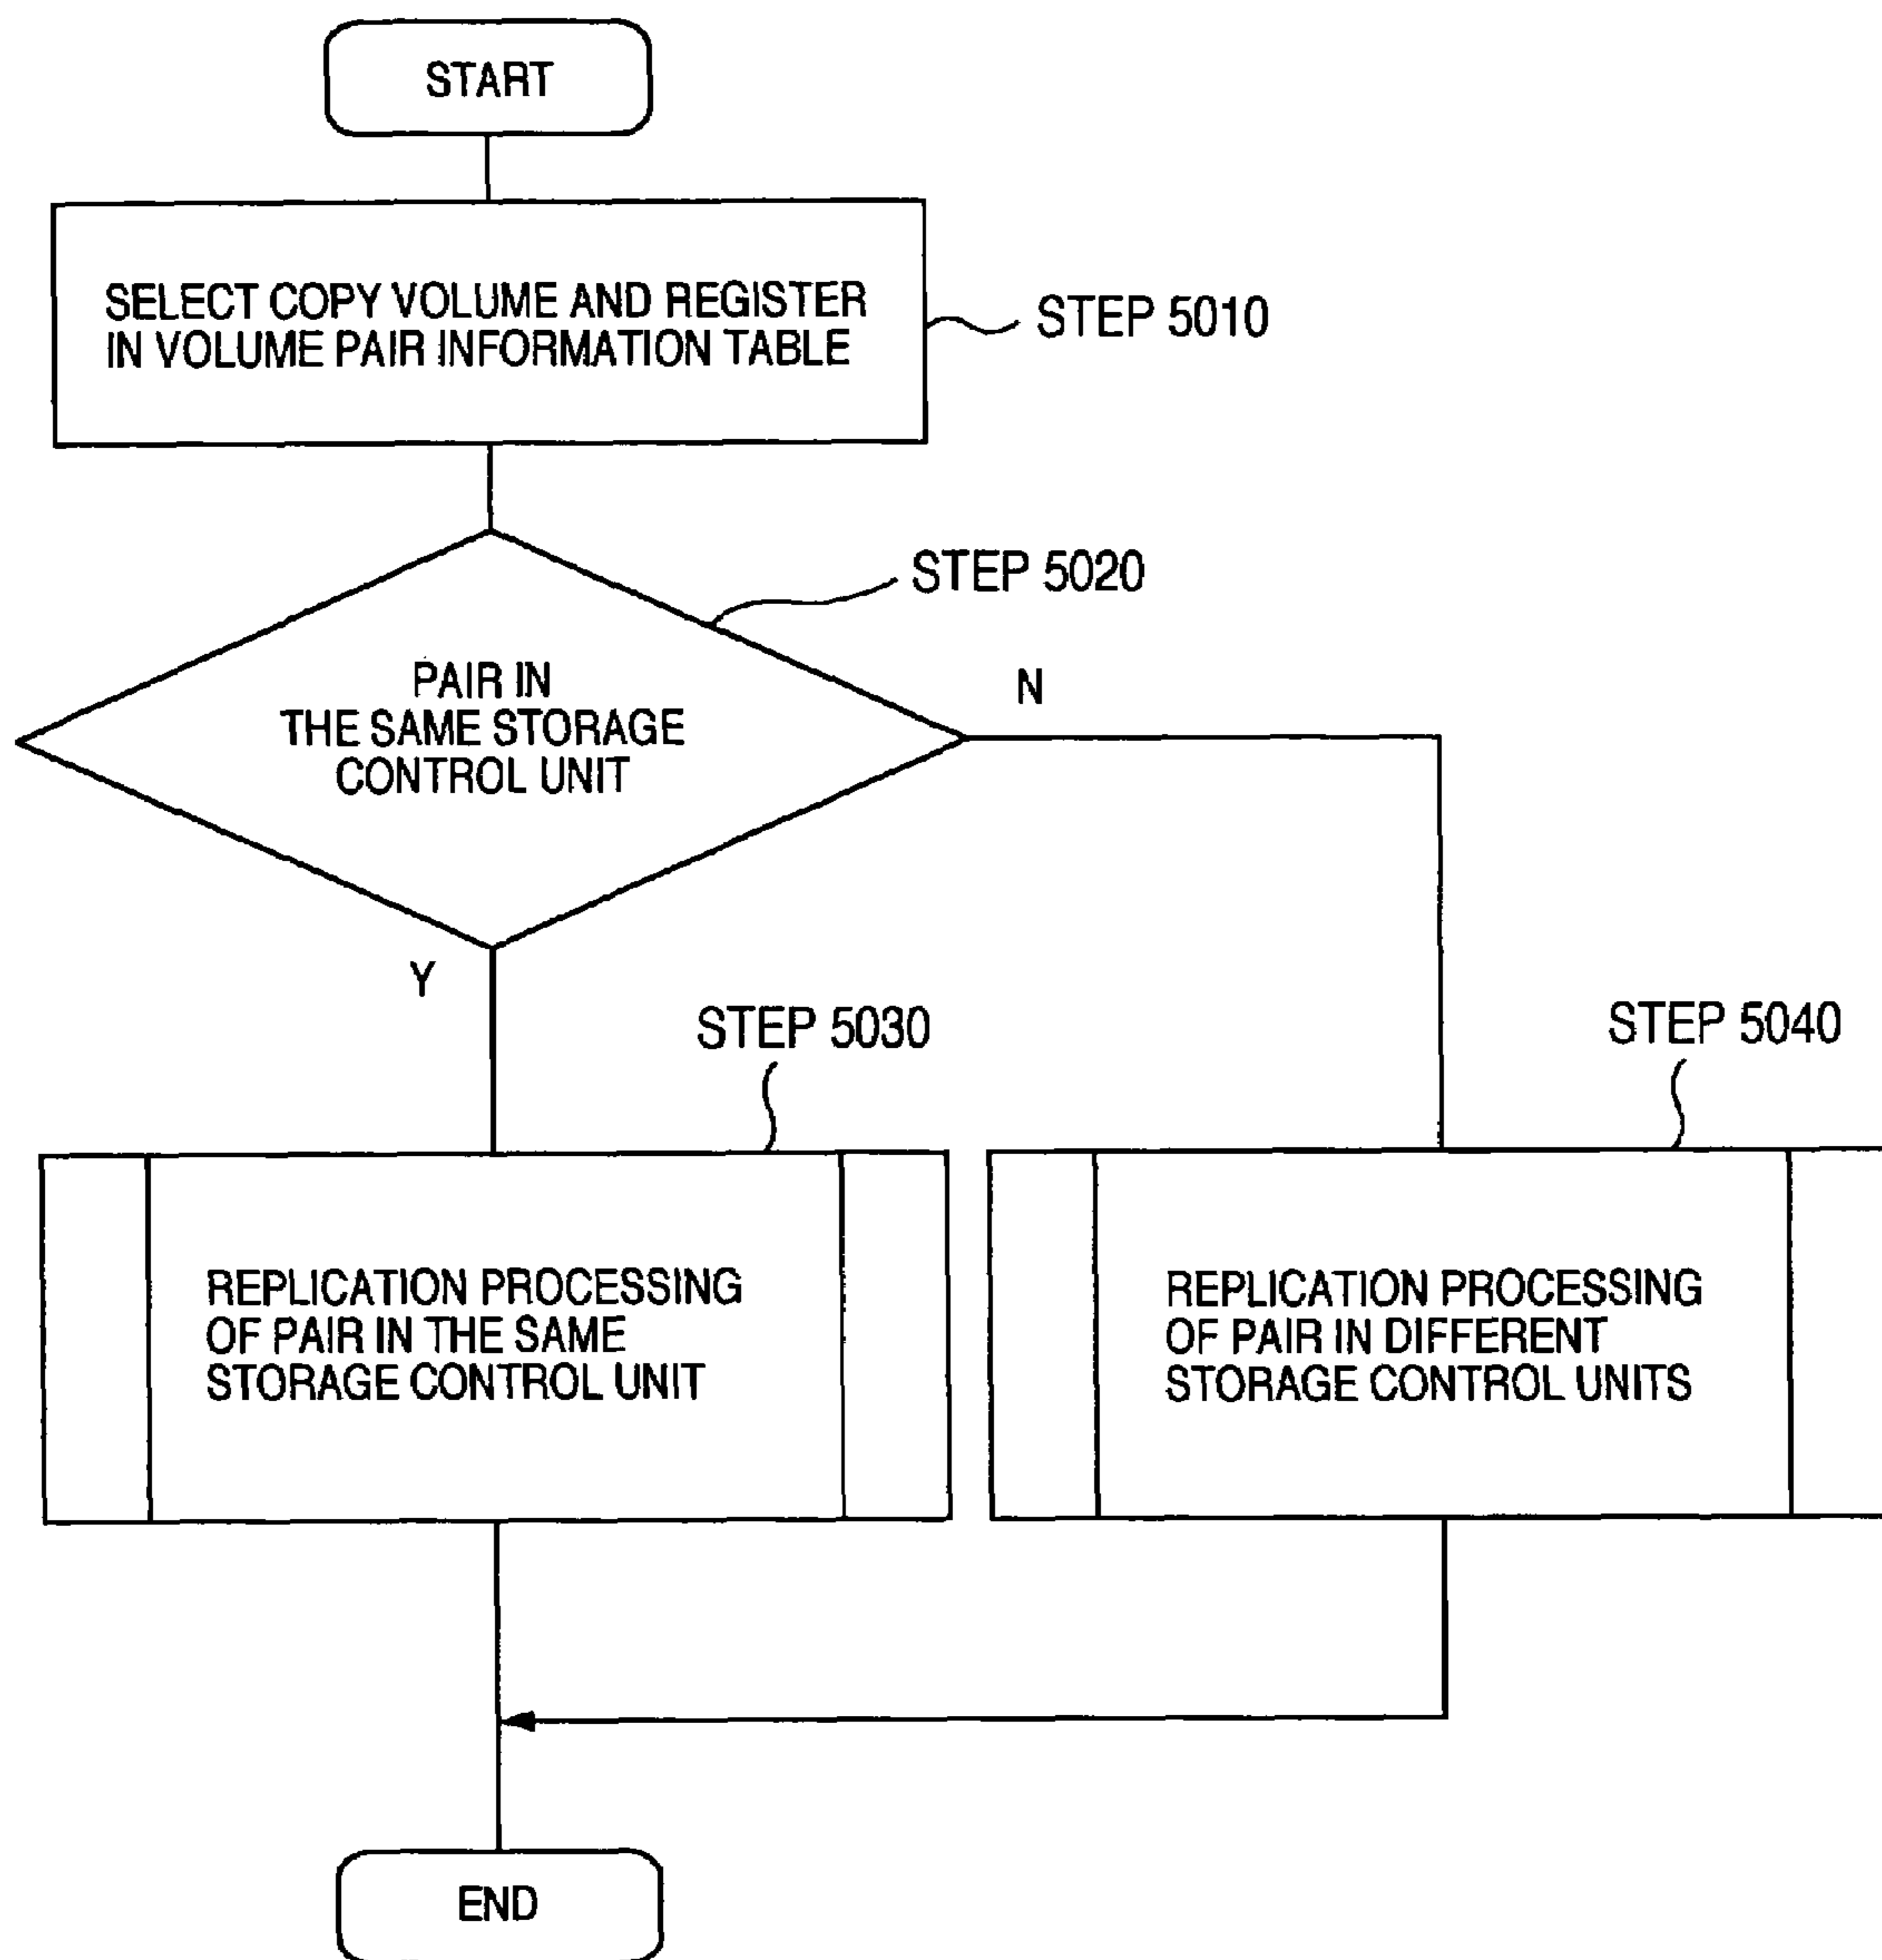 START
SELECT COPY VOLUME AND REGISTER
IN VOLUME PAIR INFORMATION TABLE
STEP 5010
STEP 5020
PAIR IN
THE SAME STORAGE
CONTROL UNIT
N
Y
STEP 5030
STEP 5040
REPLICATION PROCESSING
OF PAIR IN THE SAME
STORAGE CONTROL UNIT
REPLICATION PROCESSING
OF PAIR IN DIFFERENT
STORAGE CONTROL UNITS
END